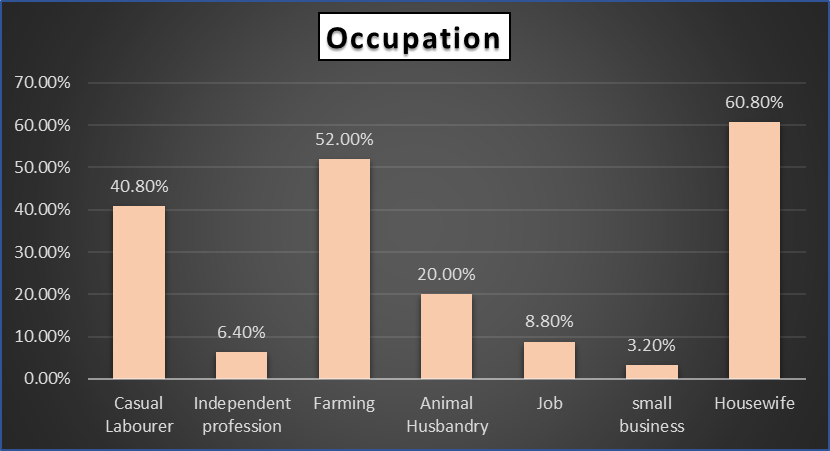 Occupation
70.00%
60.00%
50.00%
40.00%
30.00%
20.00%
10.00%
0.00%
40.80%
6.40%
52.00%
20.00%
8.80%
3.20%
60.80%
Casual
Labourer
Independent
profession
Farming
Animal
Husbandry
Job
small
business
Housewife